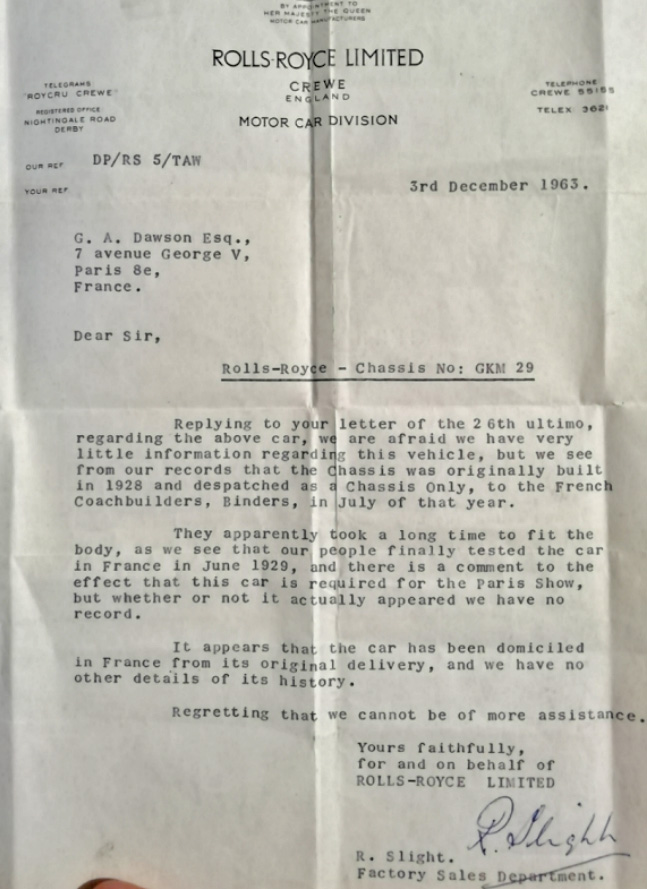 BY APPOINTMENT TO
HER MAJESTY THE QUEEN
MOTOR CAR MANUFACTURERS
ROLLS-ROYCE LIMITED
CREWE
ENGLAND
MOTOR CAR DIVISION
TELEGRAMS
"ROYCRU CREWE"
REGISTERED OFFICE
NIGHTINGALE ROAD
DERBY
TELEPHONE
CREWE 55155
TELEX 3621
OUR REF DP/RS 5/TAW
YOUR REF
3rd December 1963.
G. A. Dawson Esq.,
7 avenue George V,
Paris 8e,
France.
Dear Sir,
Rolls-Royce - Chassis No: GKM 29
Replying to your letter of the 26th ultimo,
regarding the above car, we are afraid we have very
little information regarding this vehicle, but we see
from our records that the Chassis was originally built
in 1928 and despatched as a Chassis Only, to the French
Coachbuilders, Binders, in July of that year.
They apparently took a long time to fit the
body, as we see that our people finally tested the car
in France in June 1929, and there is a comment to the
effect that this car is required for the Paris Show,
but whether or not it actually appeared we have no
record.
It appears that the car has been domiciled
in France from its original delivery, and we have no
other details of its history.
Regretting that we cannot be of more assistance.
Yours faithfully,
for and on behalf of
ROLLS-ROYCE LIMITED
R. Slight
R. Slight.
Factory Sales Department.